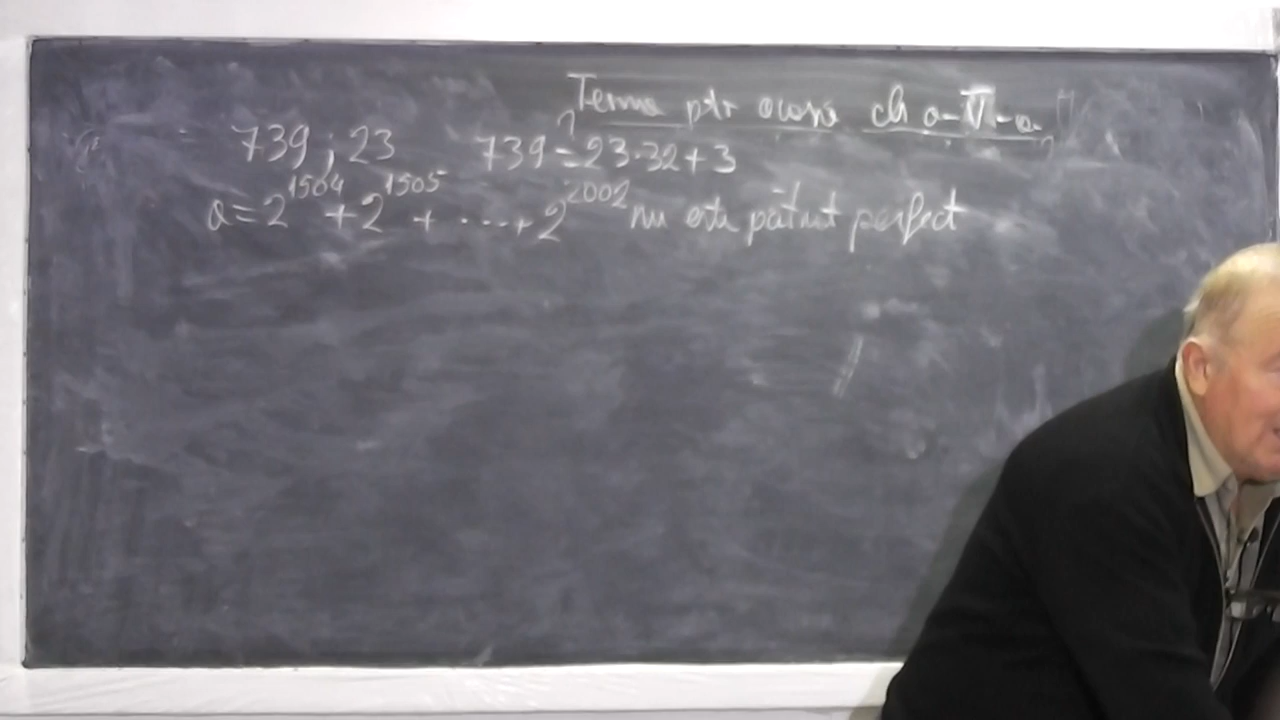 Tema ptr acasă cls a-VI-a
739 : 23 739 = 23·32+3
a = 2^1504 + 2^1505 + ... + 2^2002 nu este pătrat perfect